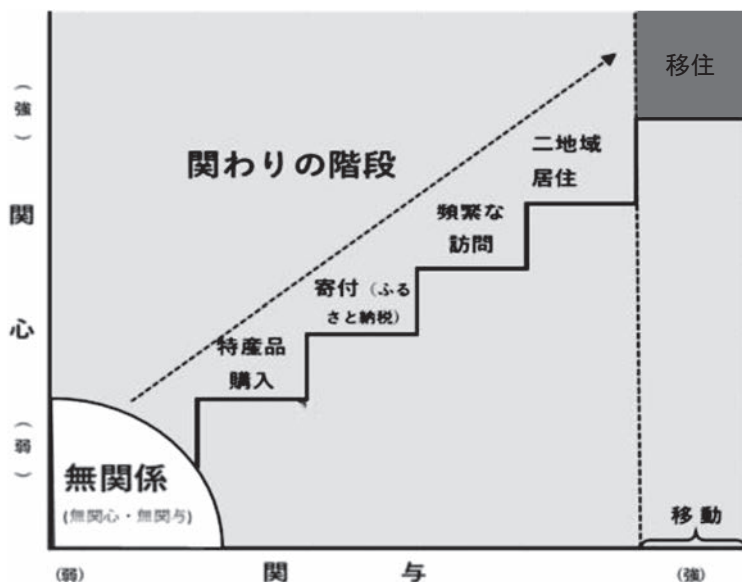 移住
(強)
関わりの階段
二地域
居住
頻繁な
訪問
関
心
寄付(ふる
さと納税)
特産品
購入
(弱)
無関係
(無関心・無関与)
移動
(弱)
関与
(強)